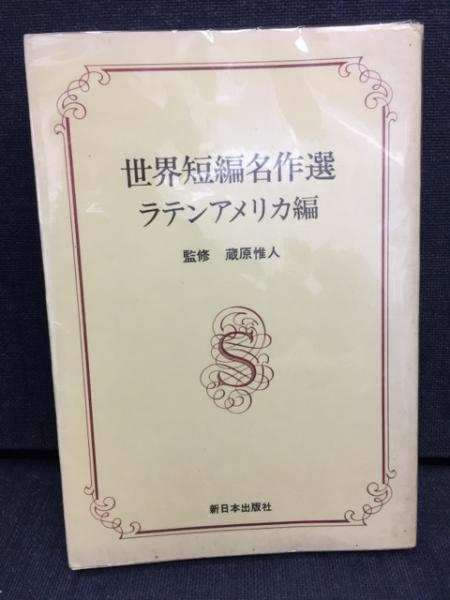 世界短編名作選
ラテンアメリカ編
監修 蔵原惟人
S
新日本出版社